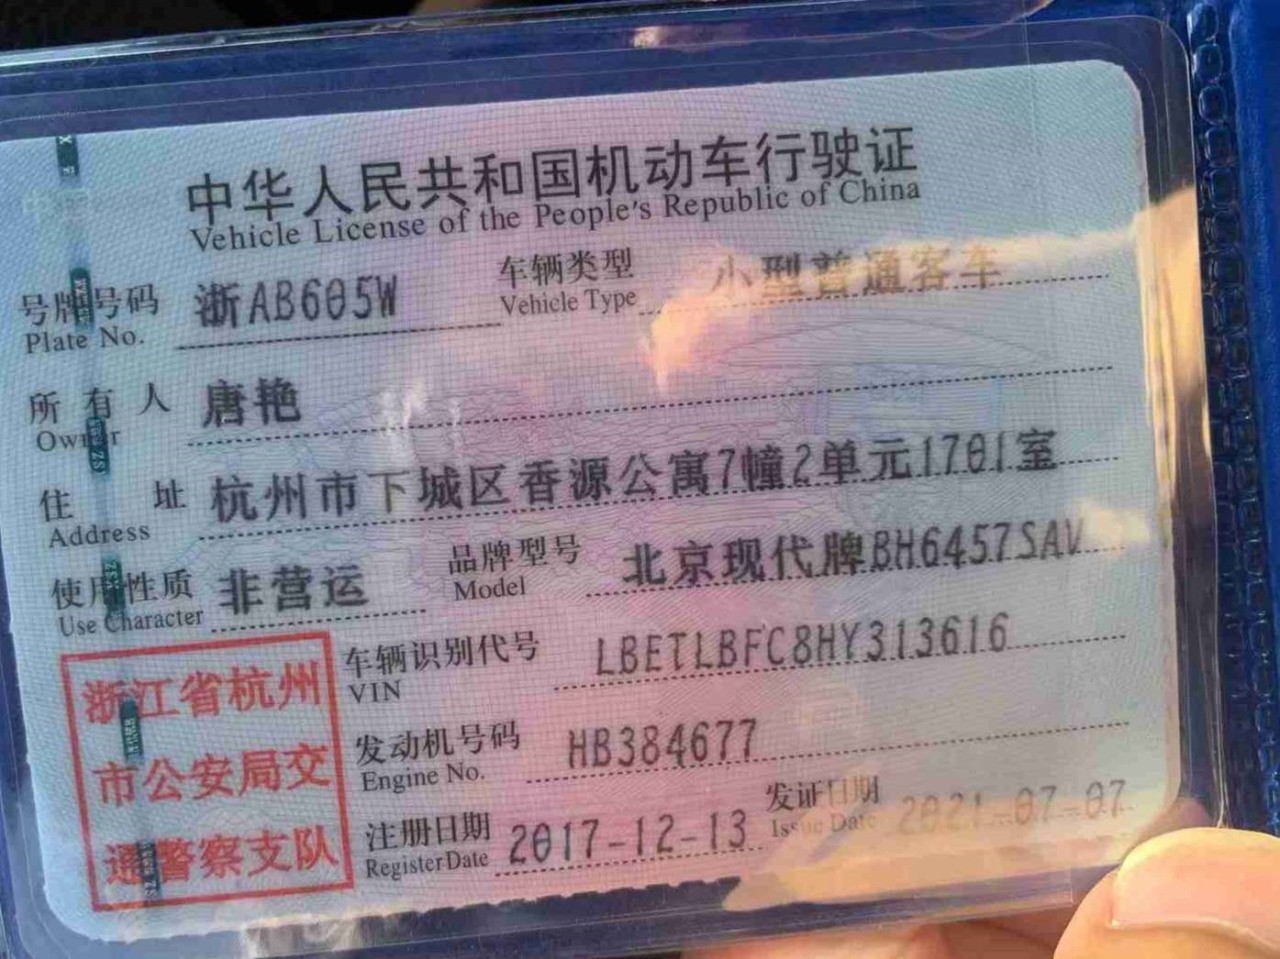 中华人民共和国机动车行驶证
Vehicle License of the People's Republic of China
号牌号码 浙AB605W 车辆类型 小型普通客车
Plate No. Vehicle Type
所有人 唐艳
Owner
住址 杭州市下城区香源公寓7幢2单元1701室
Address
使用性质 非营运 品牌型号 北京现代牌BH6457SAV
Use Character Model
浙江省杭州
市公安局交
通警察支队
车辆识别代号 LBETLBFC8HY313616
VIN
发动机号码 HB384677
Engine No.
注册日期 2017-12-13 发证日期 2021-07-07
RegisterDate Issue Date